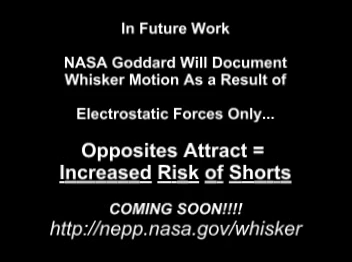 In Future Work
NASA Goddard Will Document
Whisker Motion As a Result of
Electrostatic Forces Only...
Opposites Attract =
Increased Risk of Shorts
COMING SOON!!!!
http://nepp.nasa.gov/whisker